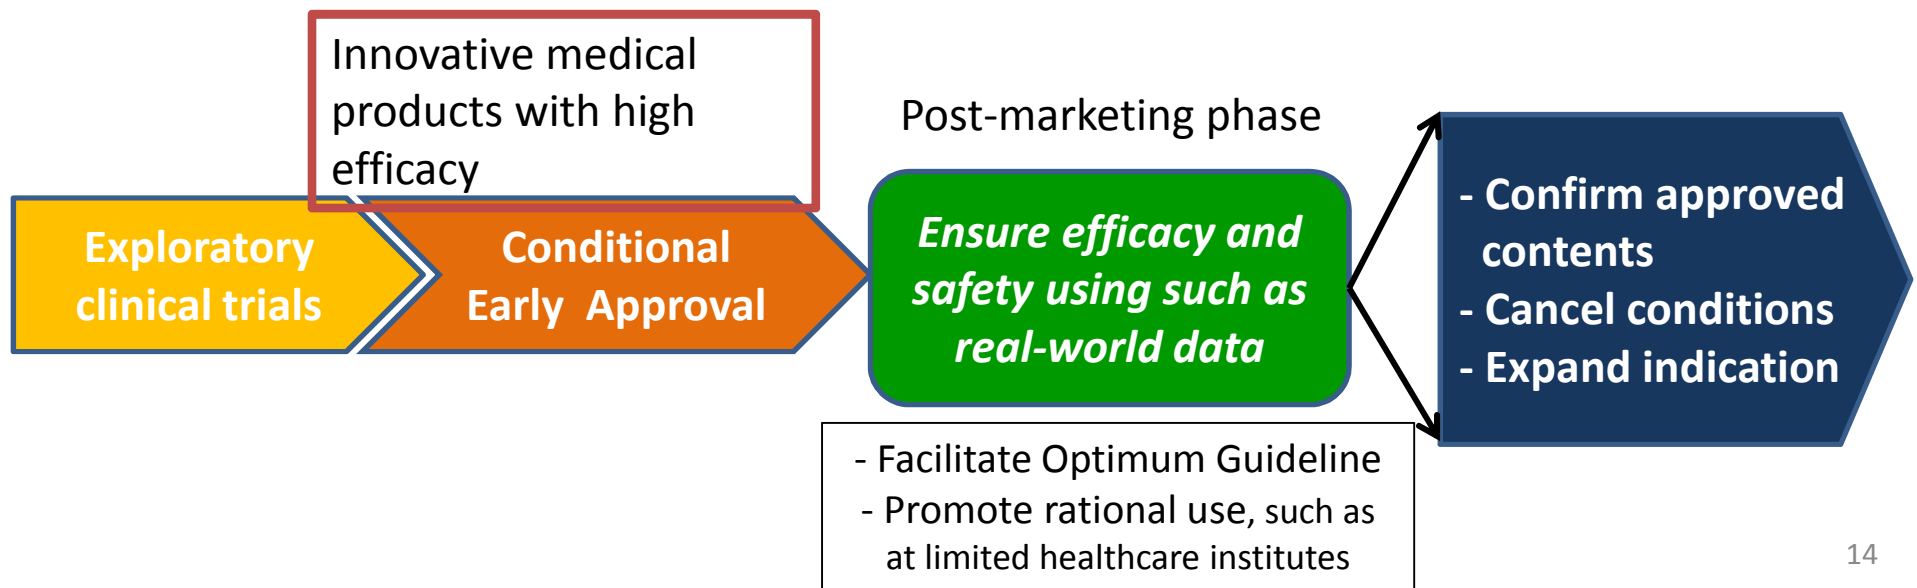 Innovative medical
products with high
efficacy
Exploratory
clinical trials
Conditional
Early  Approval
Post-marketing phase
Ensure efficacy and
safety using such as
real-world data
- Facilitate Optimum Guideline
- Promote rational use, such as
at limited healthcare institutes
- Confirm approved
contents
- Cancel conditions
- Expand indication
14